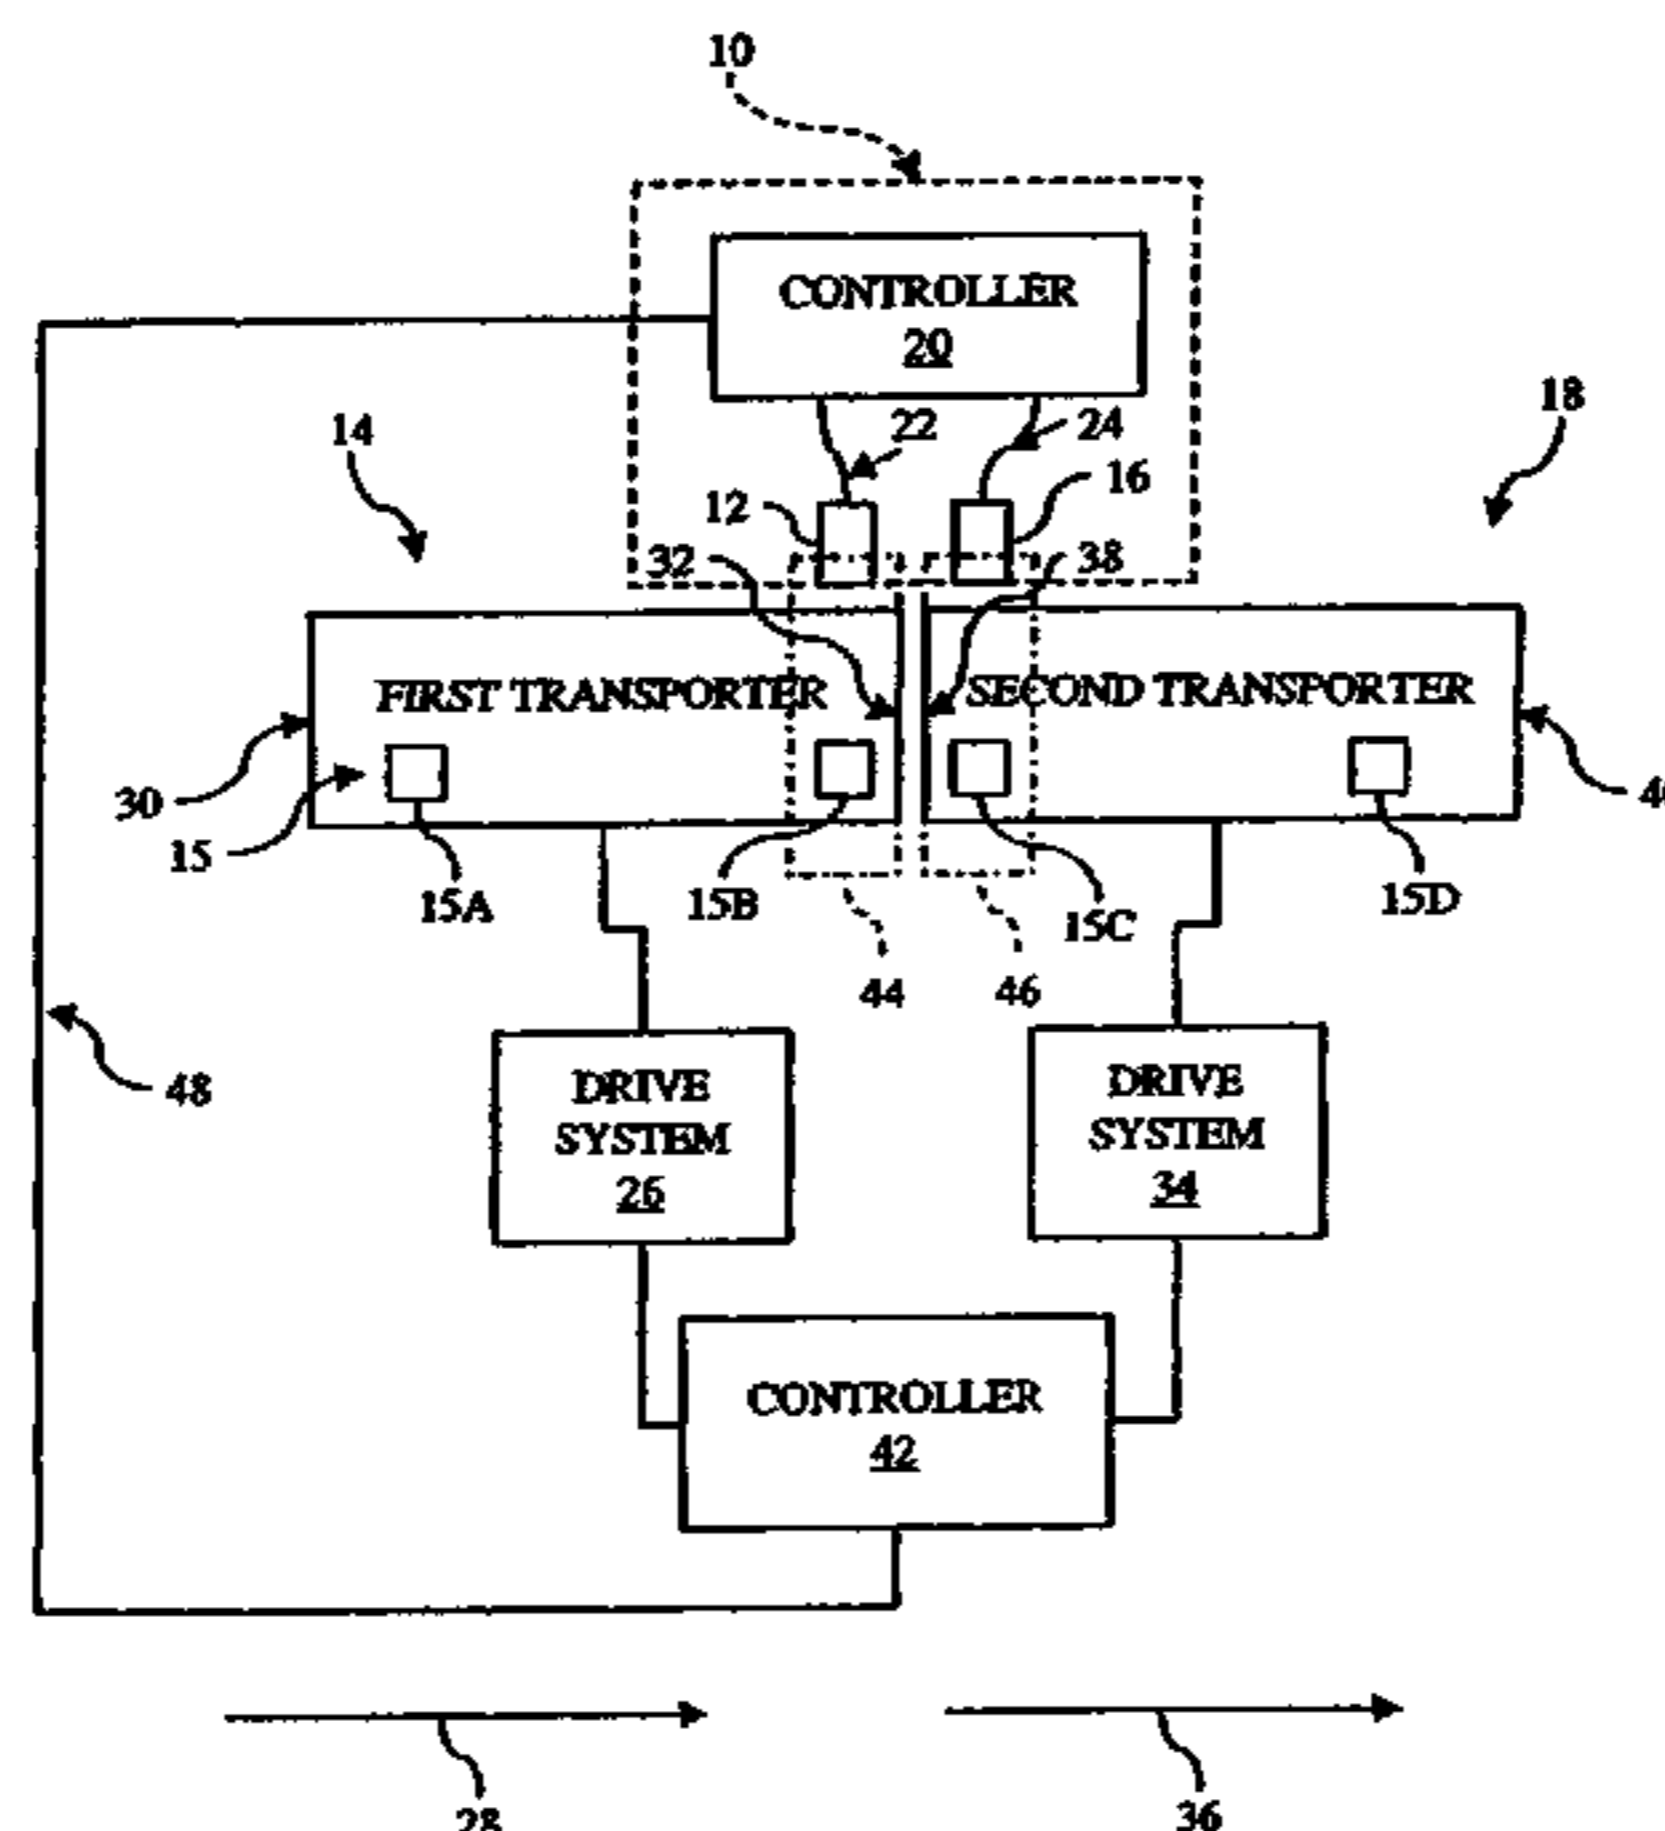 10
CONTROLLER
20
14
22
24
18
12
16
32
38
FIRST TRANSPORTER
SECOND TRANSPORTER
30
15
15A
15B
15C
15D
44
46
48
DRIVE
SYSTEM
26
DRIVE
SYSTEM
34
CONTROLLER
42
28
36